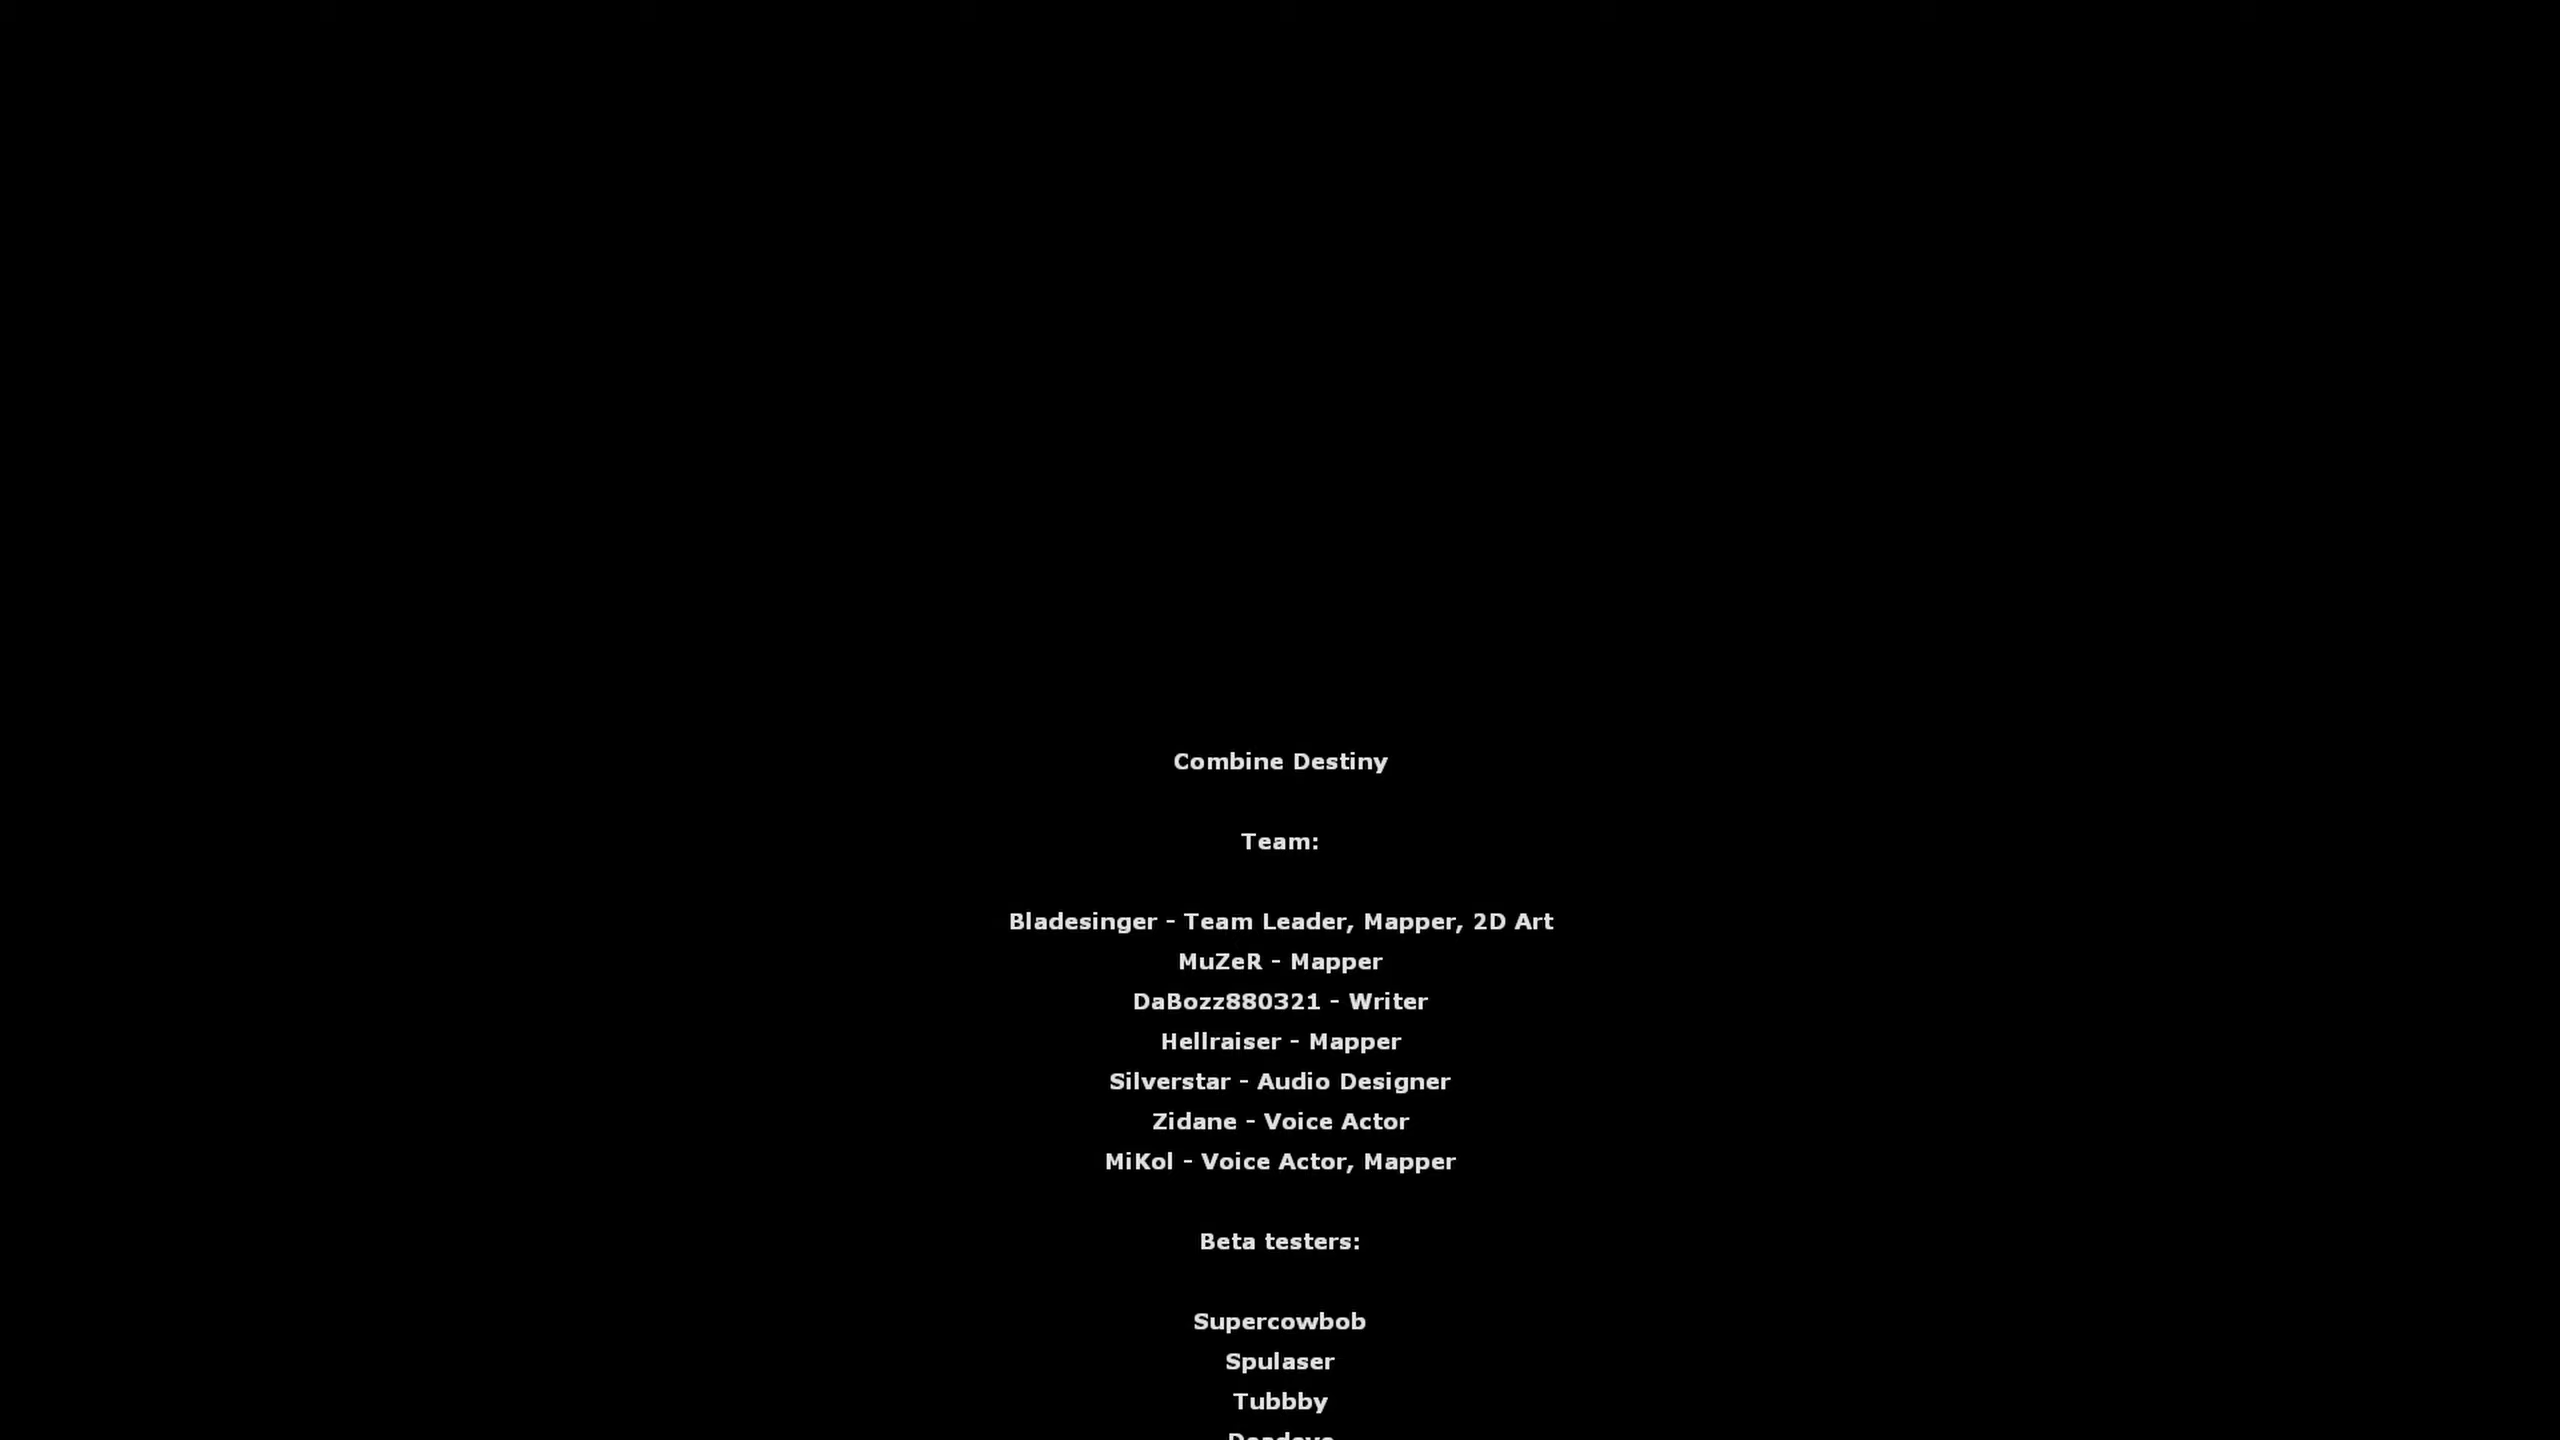 Combine Destiny
Team:
Bladesinger - Team Leader, Mapper, 2D Art
MuZeR - Mapper
DaBozz880321 - Writer
Hellraiser - Mapper
Silverstar - Audio Designer
Zidane - Voice Actor
MiKol - Voice Actor, Mapper
Beta testers:
Supercowbob
Spulaser
Tubbby